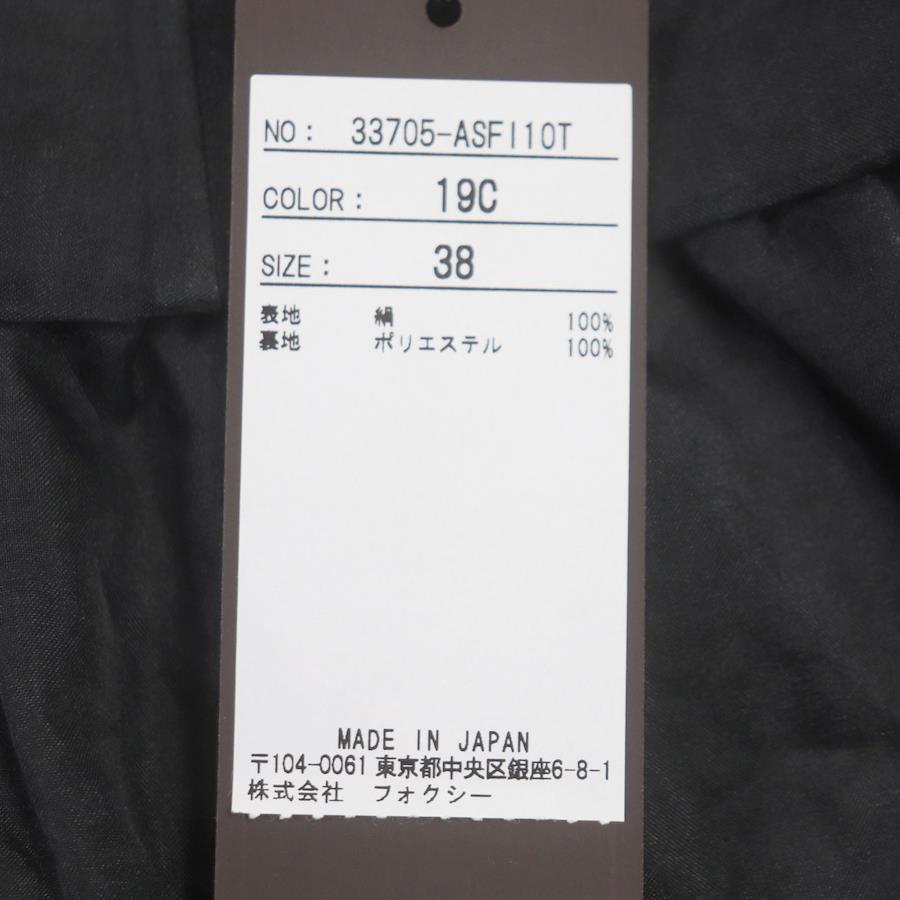 NO: 33705-ASFI10T
COLOR: 19C
SIZE: 38
表地 絹 100%
裏地 ポリエステル 100%
MADE IN JAPAN
〒104-0061 東京都中央区銀座6-8-1
株式会社 フォクシー